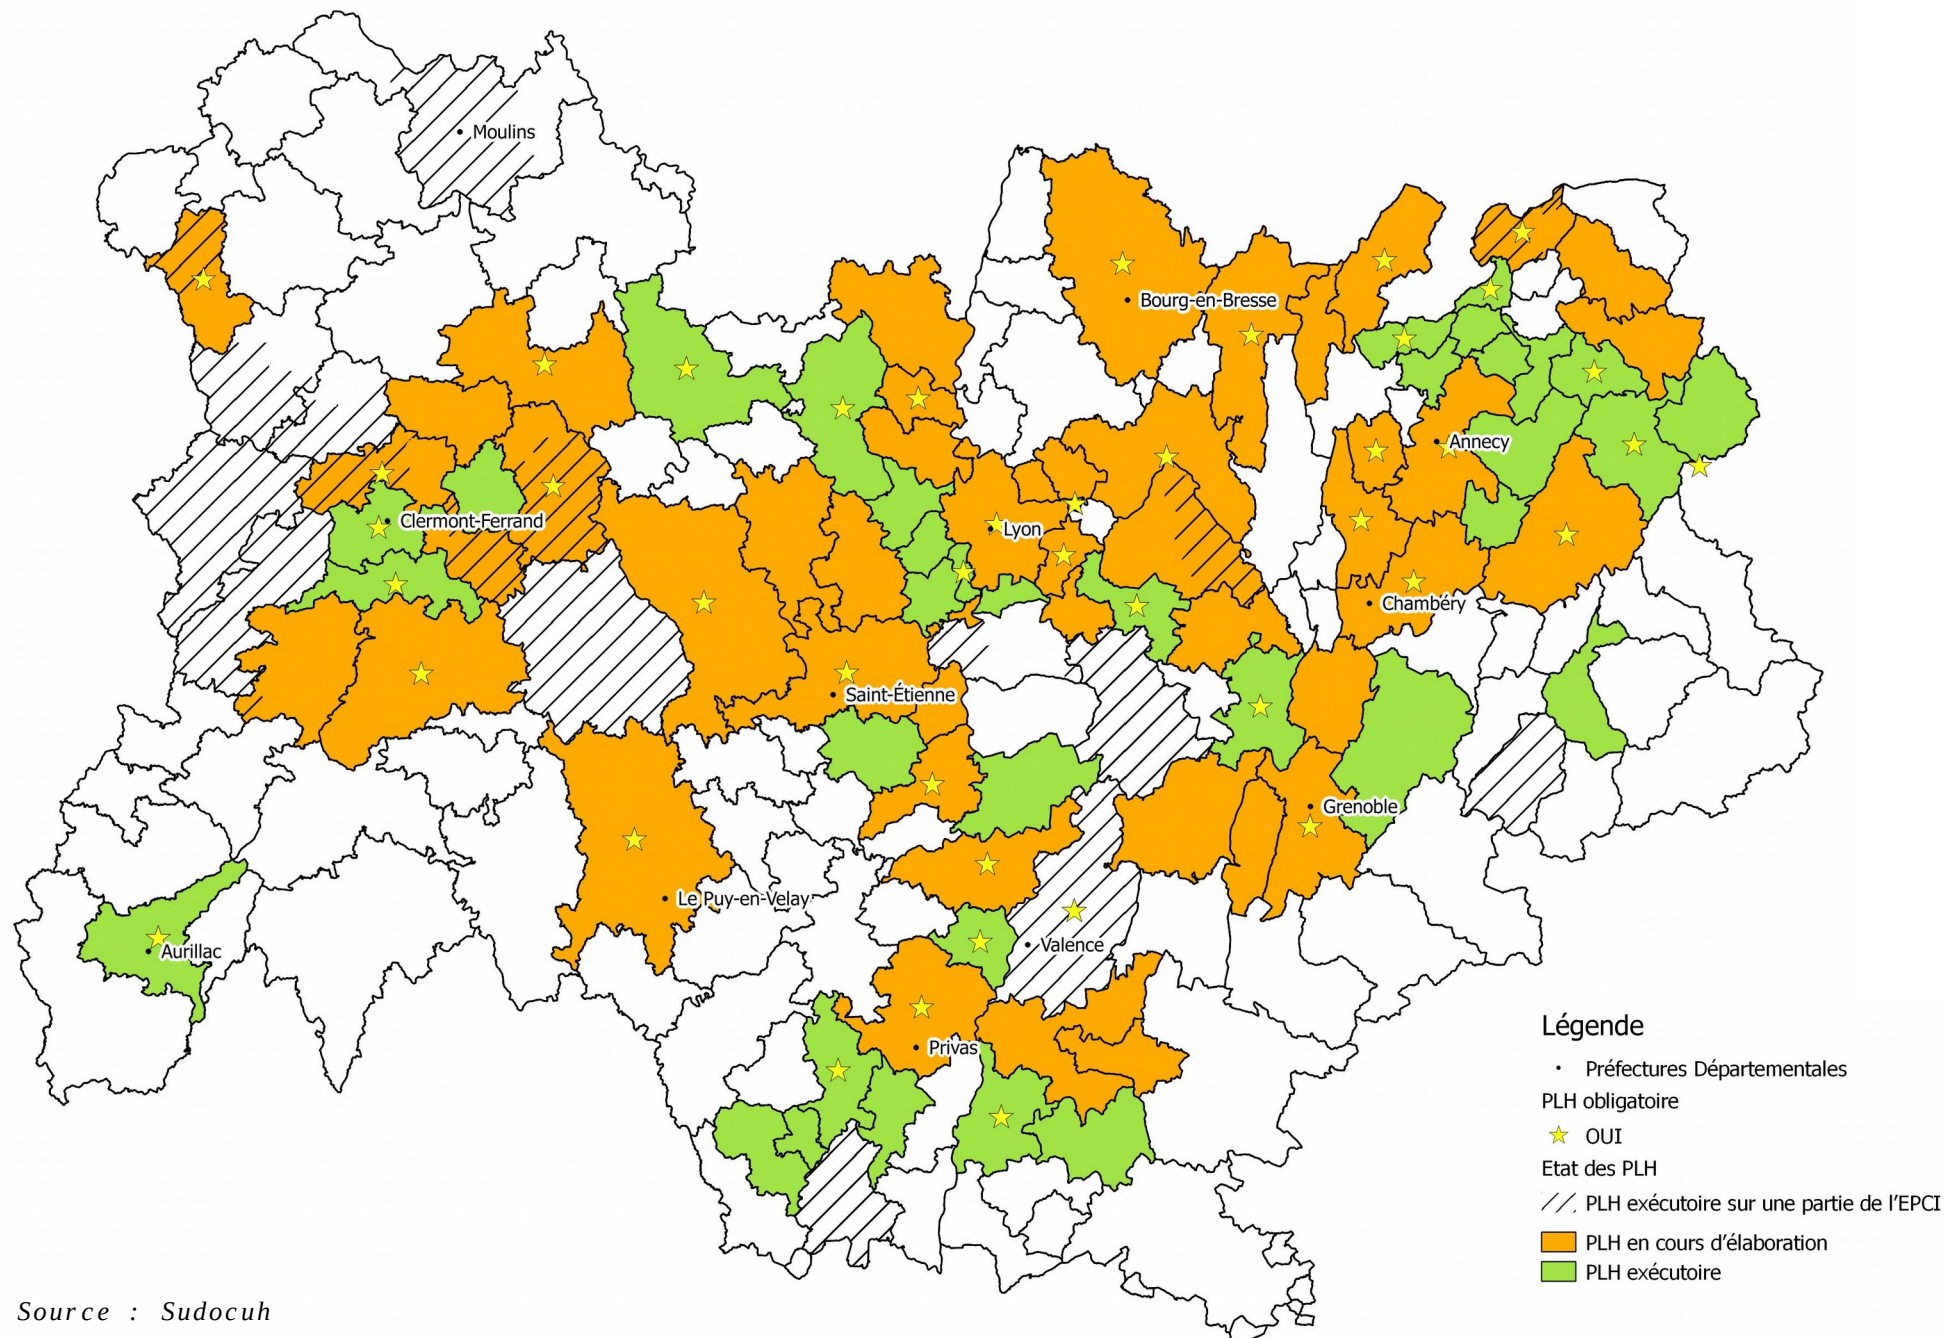 Moulins
Bourg-en-Bresse
Annecy
Clermont-Ferrand
Lyon
Chambéry
Saint-Étienne
Grenoble
Le Puy-en-Velay
Valence
Aurillac
Privas
Légende
Préfectures Départementales
PLH obligatoire
OUI
Etat des PLH
PLH exécutoire sur une partie de l'EPCI
PLH en cours d'élaboration
PLH exécutoire
Source : Sudocuh